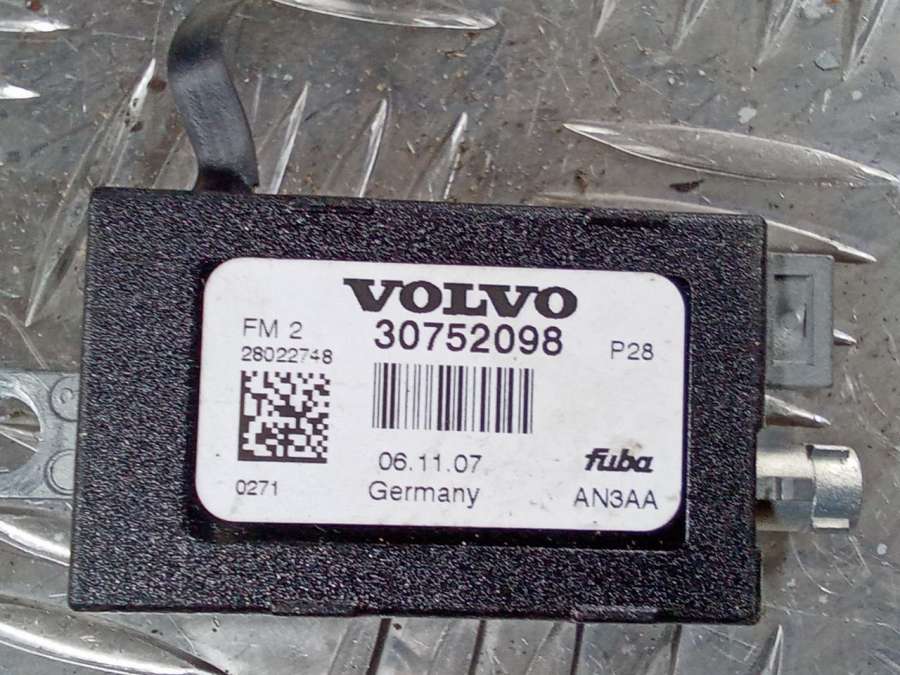 VOLVO
FM 2
30752098
P28
28022748
06.11.07
fuba
0271
Germany
AN3AA